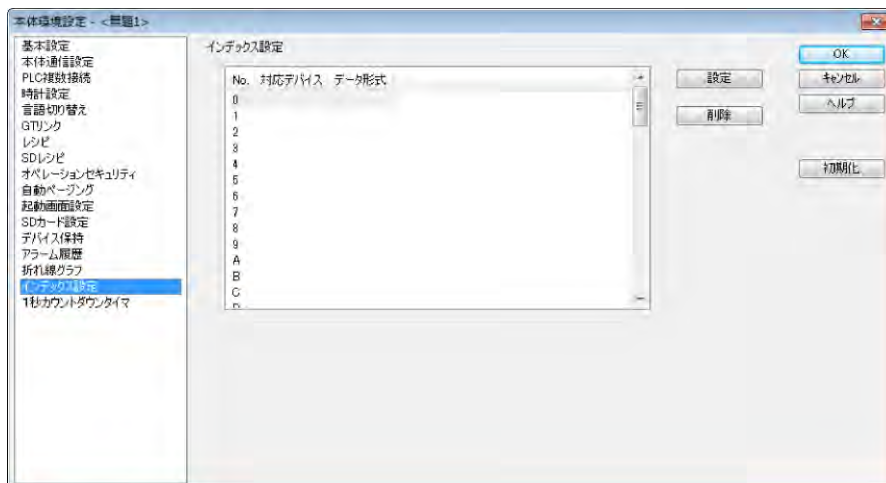 本体環境設定 - <無題1>
基本設定
本体通信設定
PLC複数接続
時計設定
言語切り替え
GTリンク
レシピ
SDレシピ
オペレーションセキュリティ
自動ページング
起動画面設定
SDカード設定
デバイス保持
アラーム履歴
折れ線グラフ
インデックス設定
1秒カウントダウンタイマ
インデックス設定
No. 対応デバイス データ形式
0
1
2
3
4
5
6
7
8
9
A
B
C
設定
削除
OK
キャンセル
ヘルプ
初期化